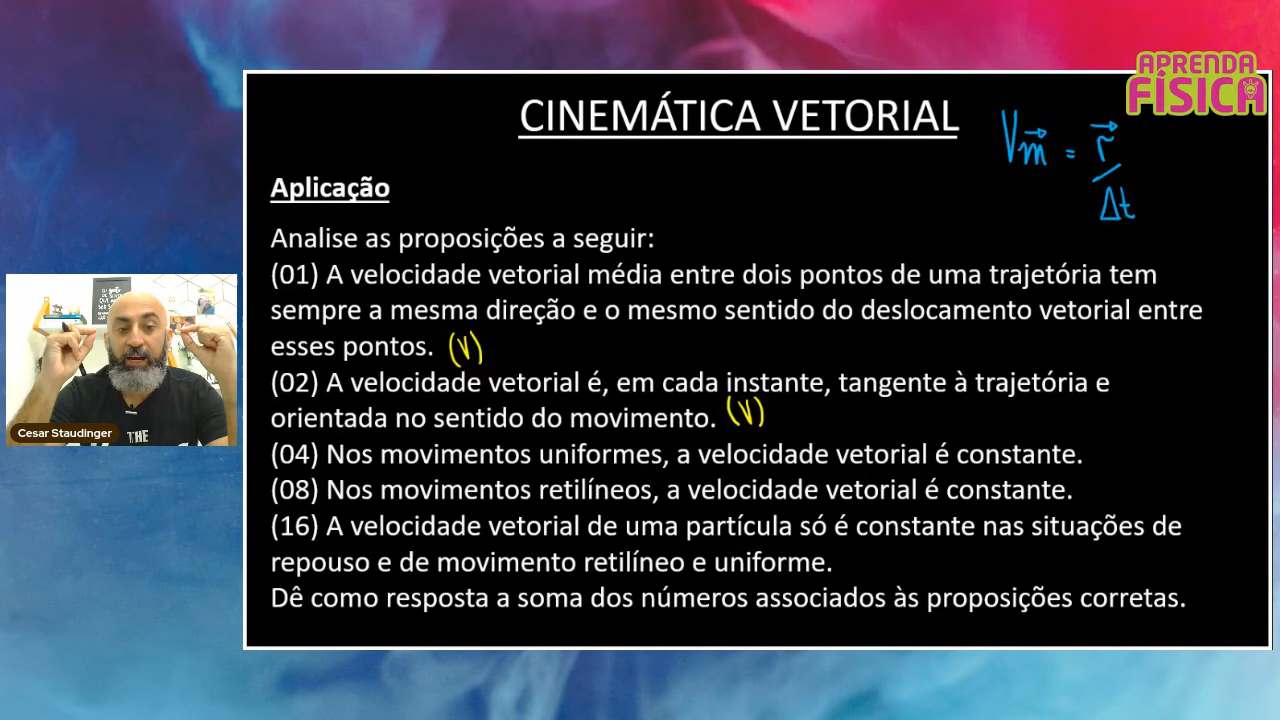 APRENDA
FÍSICA
CINEMÁTICA VETORIAL
Vm = r
/
Δt
Aplicação
Analise as proposições a seguir:
(01) A velocidade vetorial média entre dois pontos de uma trajetória tem
sempre a mesma direção e o mesmo sentido do deslocamento vetorial entre
esses pontos. (V)
(02) A velocidade vetorial é, em cada instante, tangente à trajetória e
orientada no sentido do movimento. (V)
(04) Nos movimentos uniformes, a velocidade vetorial é constante.
(08) Nos movimentos retilíneos, a velocidade vetorial é constante.
(16) A velocidade vetorial de uma partícula só é constante nas situações de
repouso e de movimento retilíneo e uniforme.
Dê como resposta a soma dos números associados às proposições corretas.
Cesar Staudinger
THE